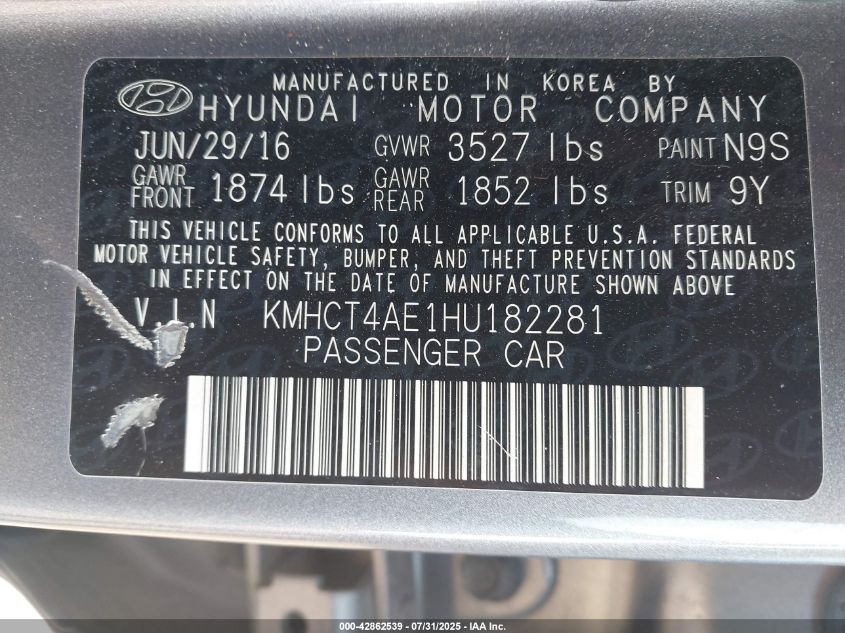 MANUFACTURED IN KOREA BY
HYUNDAI MOTOR COMPANY
JUN/29/16 GVWR 3527 lbs PAINT N9S
GAWR FRONT 1874 lbs GAWR REAR 1852 lbs TRIM 9Y
THIS VEHICLE CONFORMS TO ALL APPLICABLE U.S.A. FEDERAL
MOTOR VEHICLE SAFETY, BUMPER, AND THEFT PREVENTION STANDARDS
IN EFFECT ON THE DATE OF MANUFACTURE SHOWN ABOVE
V.I.N KMHCT4AE1HU182281
PASSENGER CAR
000-42862539 - 07/31/2025 - IAA Inc.